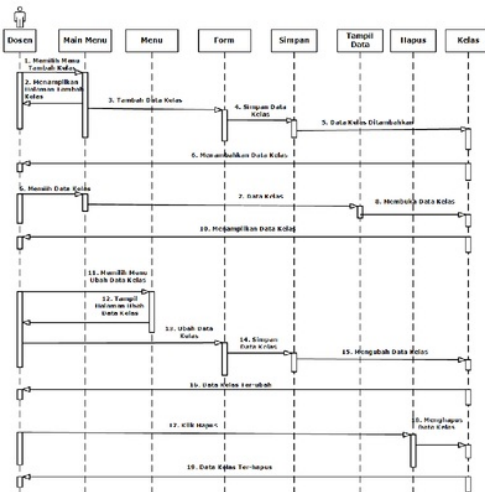 Dosen
Main Menu
Menu
Form
Simpan
Tampil
Data
Hapus
Kelas
1. Memilih Menu
Tambah Kelas
2. Menampilkan
Halaman Tambah
Kelas
3. Tambah Data Kelas
4. Simpan Data
Kelas
5. Data Kelas Ditambahkan
6. Menambahkan Data Kelas
Data Kelas
7. Data Kelas
8. Membuka Data Kelas
10. Menampilkan Data Kelas
11. Memilih Menu
Ubah Data Kelas
12. Tampil
Halaman Ubah
Data Kelas
13. Ubah Data
Kelas
14. Simpan
Data Kelas
15. Mengubah Data Kelas
16. Data Kelas Ter-ubah
17. Klik Hapus
18. Menghapus
Data Kelas
19. Data Kelas Ter-hapus